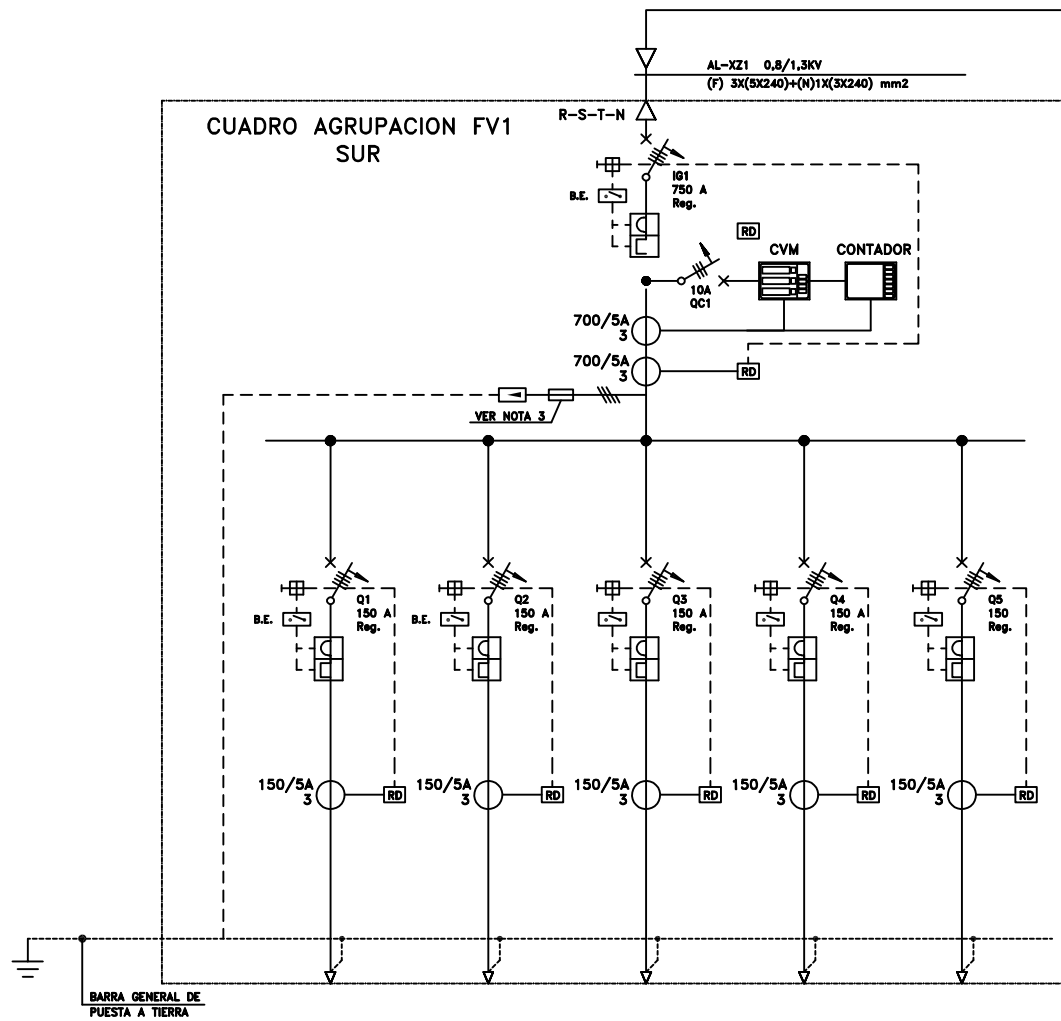 AL-XZ1 0,8/1,3KV
(F) 3X(5X240)+(N)1X(3X240) mm2
R-S-T-N
CUADRO AGRUPACION FV1
SUR
IG1
750 A
Reg.
B.E.
RD
CVM
CONTADOR
10A
QC1
700/5A
3
700/5A
3
RD
VER NOTA 3
Q1
150 A
Reg.
B.E.
Q2
150 A
Reg.
B.E.
Q3
150 A
Reg.
Q4
150 A
Reg.
Q5
150
Reg.
150/5A
3
RD
150/5A
3
RD
150/5A
3
RD
150/5A
3
RD
150/5A
3
RD
BARRA GENERAL DE
PUESTA A TIERRA